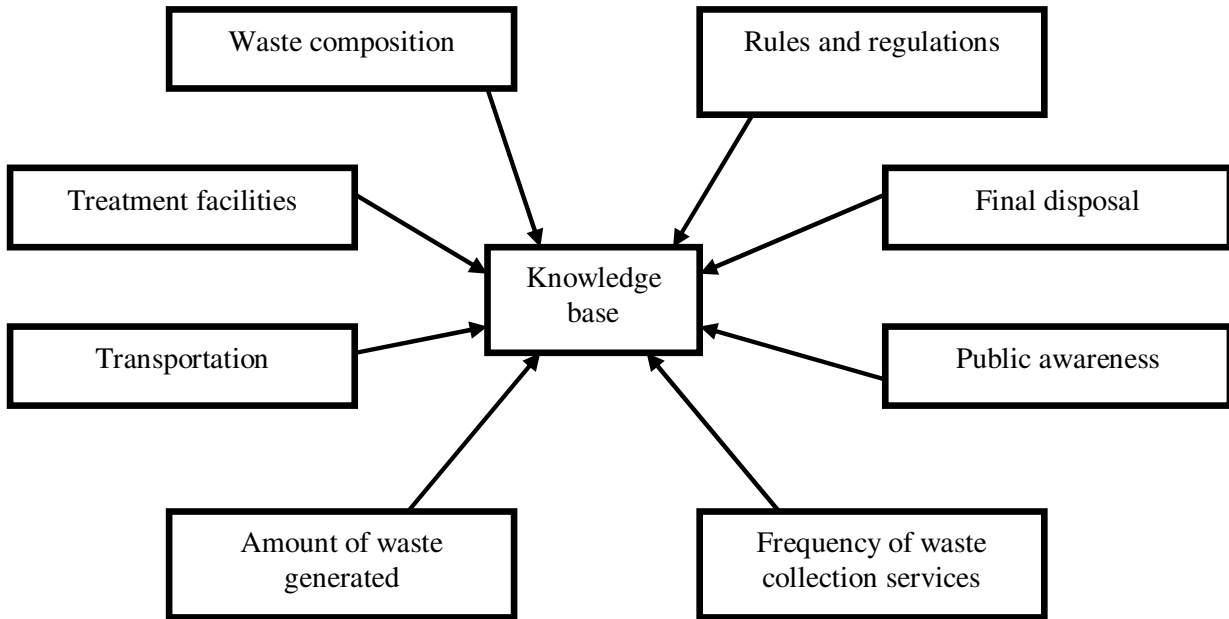 Waste composition
Rules and regulations
Treatment facilities
Final disposal
Knowledge
base
Transportation
Public awareness
Amount of waste
generated
Frequency of waste
collection services